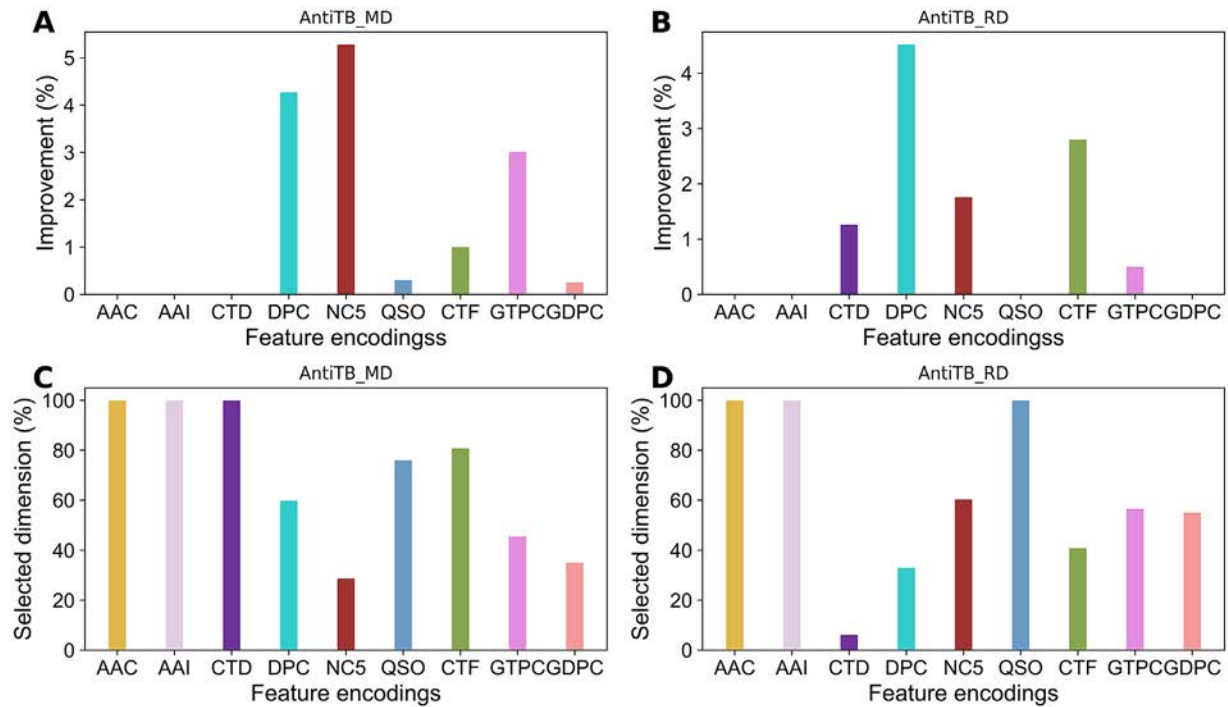 A
AntiTB_MD
Improvement (%)
5
4
3
2
1
0
AAC AAI CTD DPC NC5 QSO CTF GTPCGDPC
Feature encodingss
B
AntiTB_RD
Improvement (%)
4
3
2
1
0
AAC AAI CTD DPC NC5 QSO CTF GTPCGDPC
Feature encodingss
C
AntiTB_MD
Selected dimension (%)
100
80
60
40
20
0
AAC AAI CTD DPC NC5 QSO CTF GTPCGDPC
Feature encodings
D
AntiTB_RD
Selected dimension (%)
100
80
60
40
20
0
AAC AAI CTD DPC NC5 QSO CTF GTPCGDPC
Feature encodings